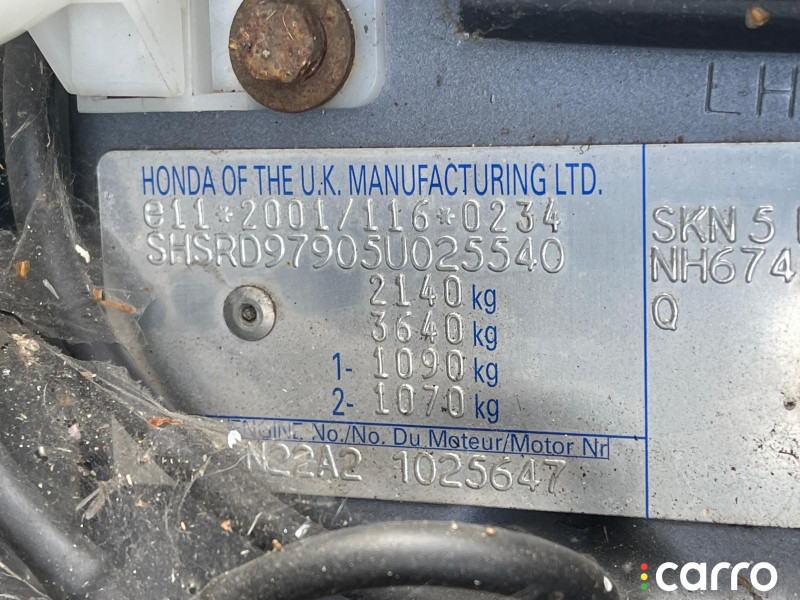 LH
HONDA OF THE U.K. MANUFACTURING LTD.
e11*2001/116*0234
SHSRD97905U025540
2140 kg
3640 kg
1- 1090 kg
2- 1070 kg
ENGINE No./No. Du Moteur/Motor Nr
N22A2 1025647
SKN 5
NH674
Q
carro